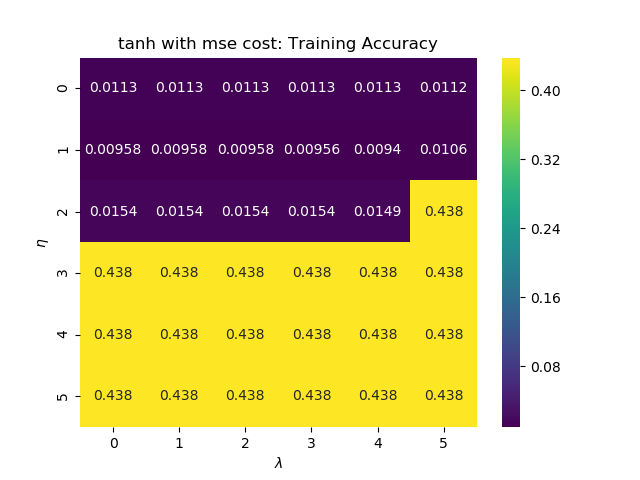 tanh with mse cost: Training Accuracy
0 0.0113 0.0113 0.0113 0.0113 0.0113 0.0112
1 0.00958 0.00958 0.00958 0.00956 0.0094 0.0106
2 0.0154 0.0154 0.0154 0.0154 0.0149 0.438
3 0.438 0.438 0.438 0.438 0.438 0.438
4 0.438 0.438 0.438 0.438 0.438 0.438
5 0.438 0.438 0.438 0.438 0.438 0.438
η
0 1 2 3 4 5
λ
0.40
0.32
0.24
0.16
0.08